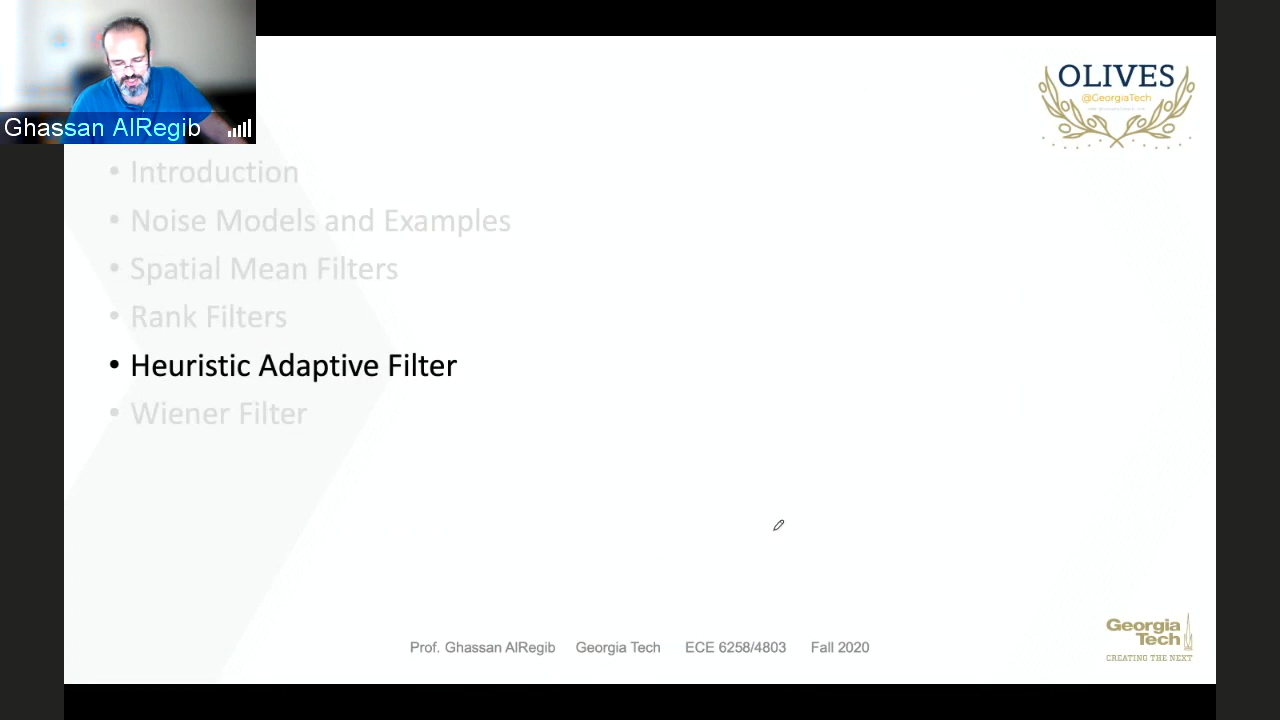 Ghassan AlRegib
OLIVES
@GeorgiaTech
• Introduction
• Noise Models and Examples
• Spatial Mean Filters
• Rank Filters
• Heuristic Adaptive Filter
• Wiener Filter
Prof. Ghassan AlRegib Georgia Tech ECE 6258/4803 Fall 2020
Georgia
Tech
CREATING THE NEXT